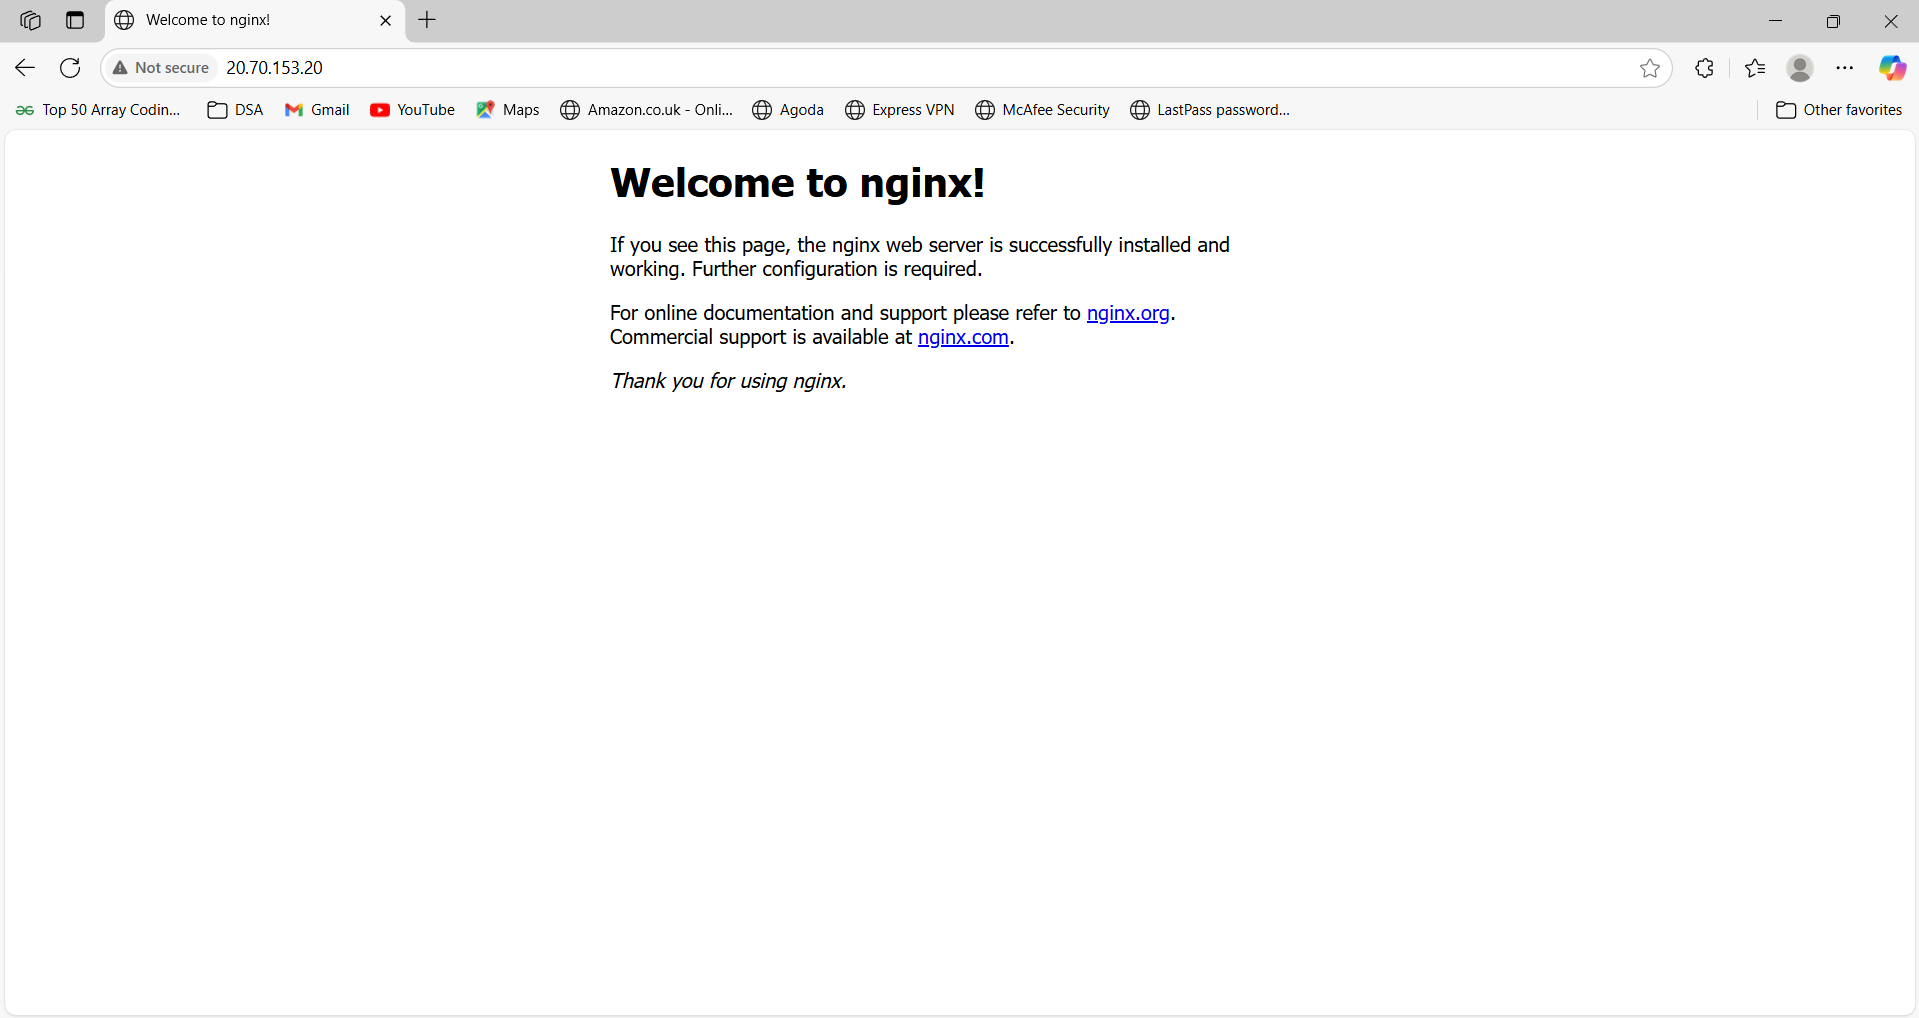 Welcome to nginx!
Not secure 20.70.153.20
Top 50 Array Codin... DSA Gmail YouTube Maps Amazon.co.uk - Onli... Agoda Express VPN McAfee Security LastPass password... Other favorites
Welcome to nginx!
If you see this page, the nginx web server is successfully installed and
working. Further configuration is required.
For online documentation and support please refer to nginx.org.
Commercial support is available at nginx.com.
Thank you for using nginx.